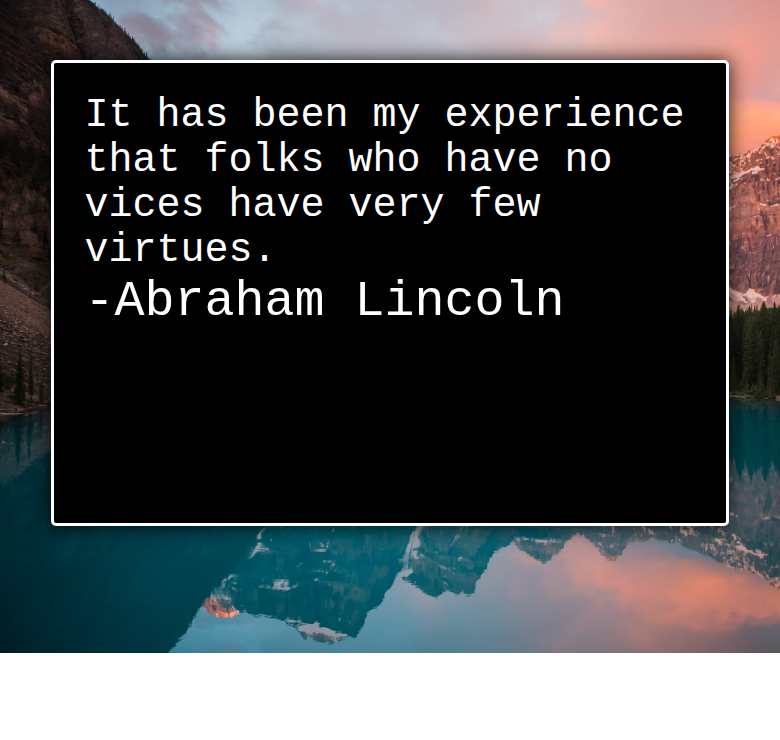 It has been my experience
that folks who have no
vices have very few
virtues.
-Abraham Lincoln